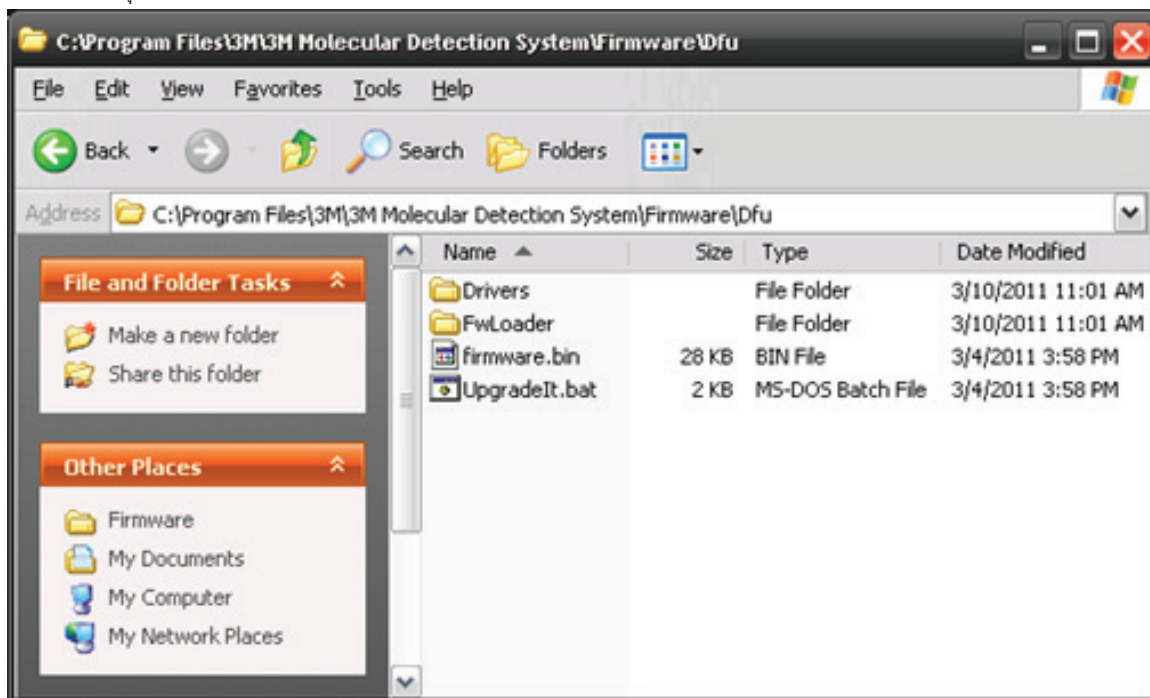 C:\Program Files\3M\3M Molecular Detection System\Firmware\Dfu
File Edit View Favorites Tools Help
Back Search Folders
Address C:\Program Files\3M\3M Molecular Detection System\Firmware\Dfu
Name Size Type Date Modified
File and Folder Tasks
Make a new folder
Share this folder
Other Places
Firmware
My Documents
My Computer
My Network Places
Drivers File Folder 3/10/2011 11:01 AM
FwLoader File Folder 3/10/2011 11:01 AM
firmware.bin 28 KB BIN File 3/4/2011 3:58 PM
UpgradeIt.bat 2 KB MS-DOS Batch File 3/4/2011 3:58 PM